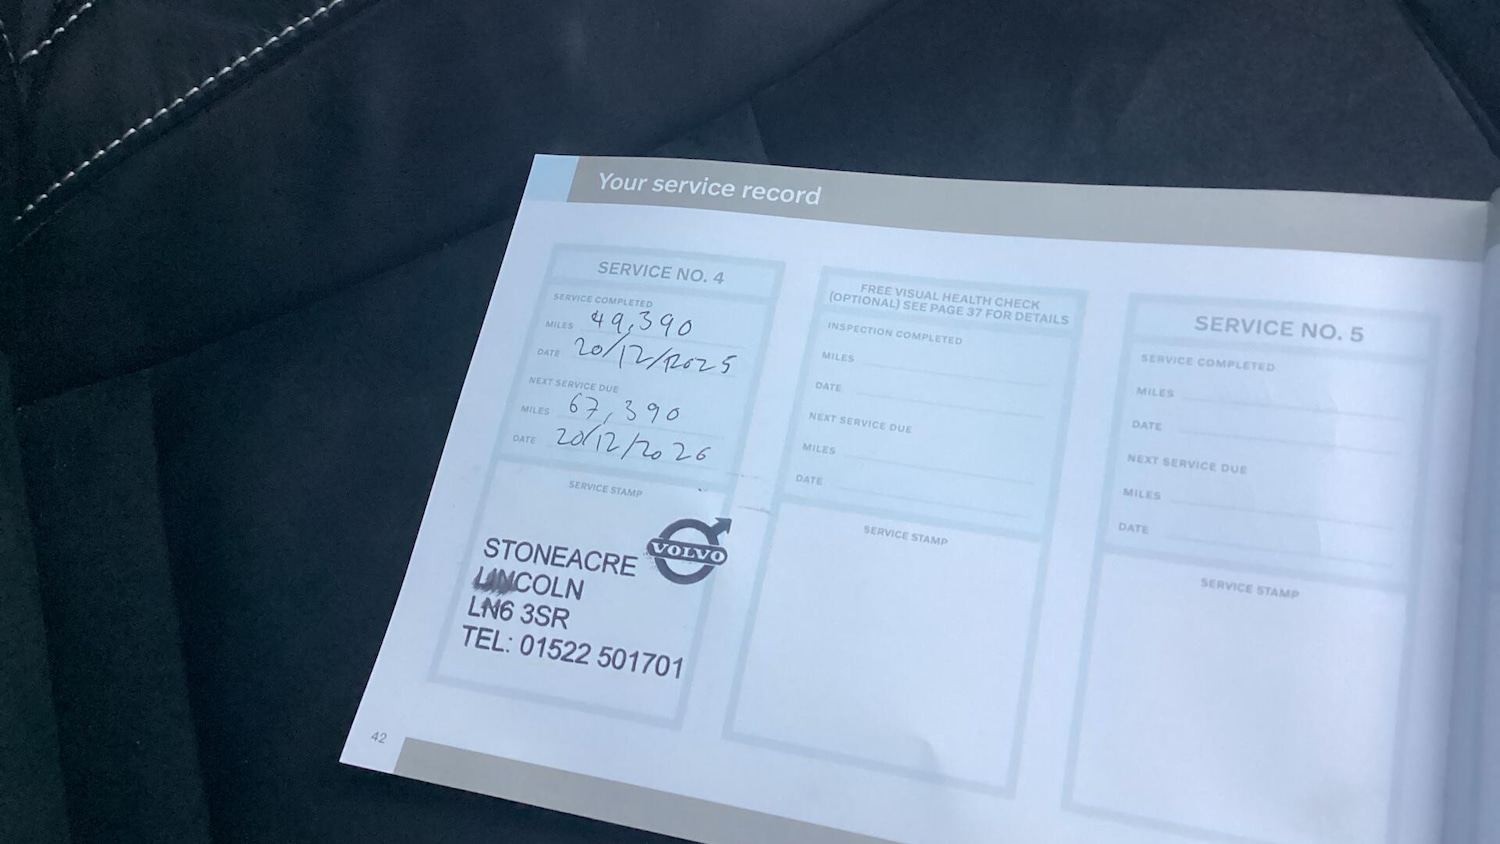 Your service record
SERVICE NO. 4
SERVICE COMPLETED
MILES 49,390
DATE 20/12/2025
NEXT SERVICE DUE
MILES 67,390
DATE 20/12/2026
SERVICE STAMP
VOLVO
STONEACRE
LINCOLN
LN6 3SR
TEL: 01522 501701
FREE VISUAL HEALTH CHECK
(OPTIONAL) SEE PAGE 37 FOR DETAILS
INSPECTION COMPLETED
MILES
DATE
NEXT SERVICE DUE
MILES
DATE
SERVICE STAMP
SERVICE NO. 5
SERVICE COMPLETED
MILES
DATE
NEXT SERVICE DUE
MILES
DATE
SERVICE STAMP
42